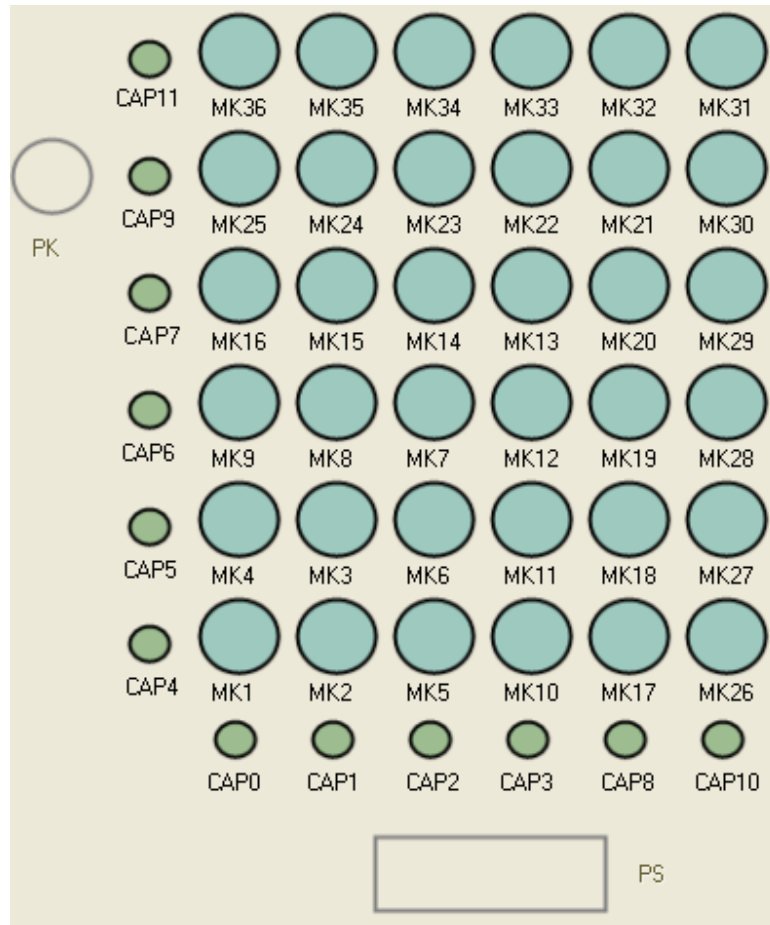 CAP11 MK36 MK35 MK34 MK33 MK32 MK31
CAP9 MK25 MK24 MK23 MK22 MK21 MK30
PK
CAP7 MK16 MK15 MK14 MK13 MK20 MK29
CAP6 MK9 MK8 MK7 MK12 MK19 MK28
CAP5 MK4 MK3 MK6 MK11 MK18 MK27
CAP4 MK1 MK2 MK5 MK10 MK17 MK26
CAP0 CAP1 CAP2 CAP3 CAP8 CAP10
PS